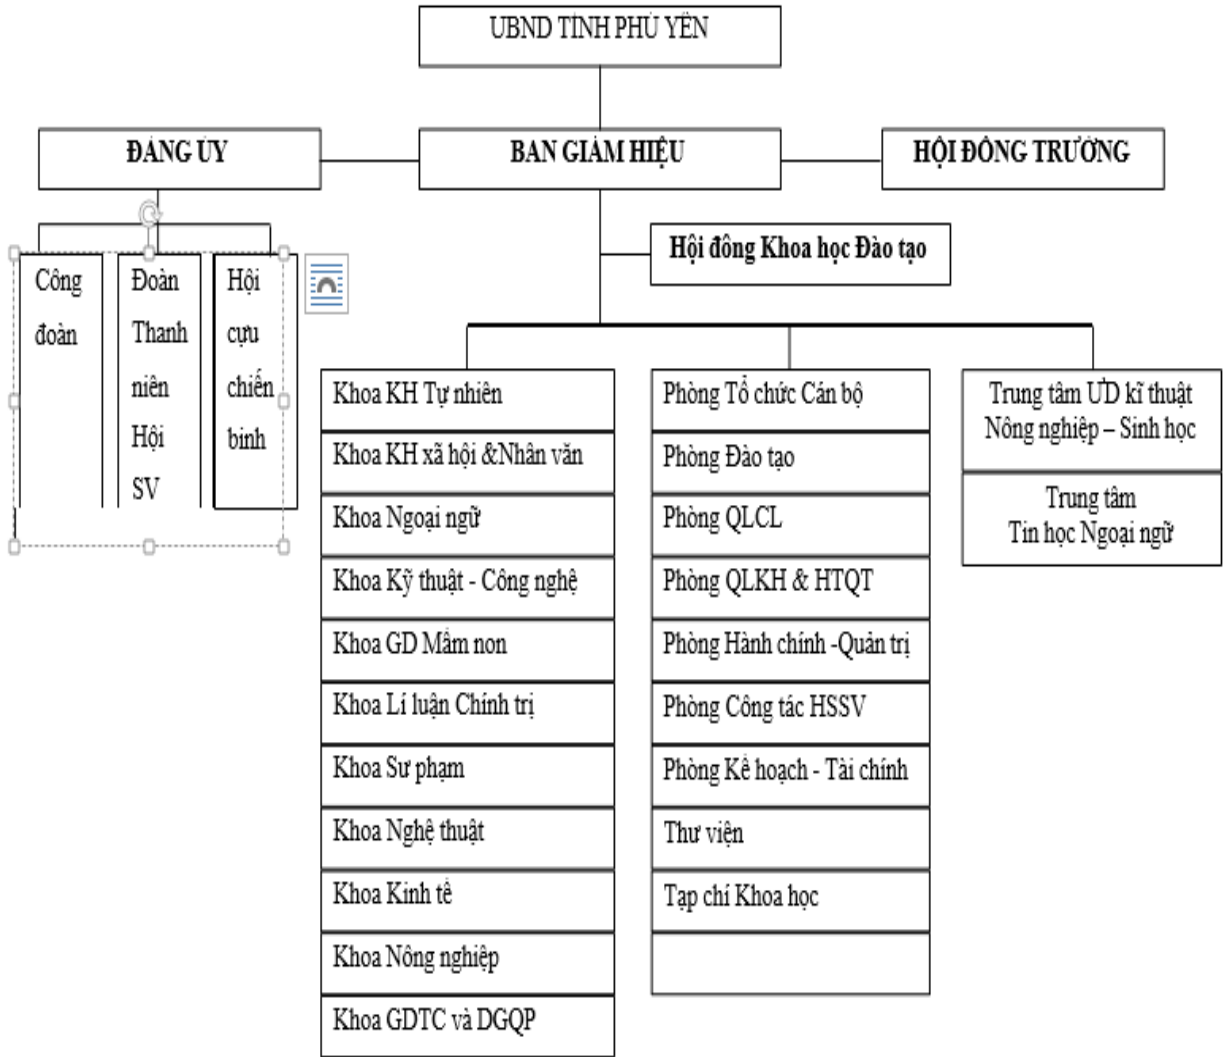 UBND TỈNH PHÚ YÊN
ĐẢNG ỦY
BAN GIÁM HIỆU
HỘI ĐỒNG TRƯỜNG
Hội đồng Khoa học Đào tạo
Công
đoàn
Đoàn
Thanh
niên
Hội
SV
Hội
cựu
chiến
binh
Khoa KH Tự nhiên
Khoa KH xã hội &Nhân văn
Khoa Ngoại ngữ
Khoa Kỹ thuật - Công nghệ
Khoa GD Mầm non
Khoa Lí luận Chính trị
Khoa Sư phạm
Khoa Nghệ thuật
Khoa Kinh tế
Khoa Nông nghiệp
Khoa GDTC và DGQP
Phòng Tổ chức Cán bộ
Phòng Đào tạo
Phòng QLCL
Phòng QLKH & HTQT
Phòng Hành chính -Quản trị
Phòng Công tác HSSV
Phòng Kế hoạch - Tài chính
Thư viện
Tạp chí Khoa học
Trung tâm ƯD kĩ thuật
Nông nghiệp – Sinh học
Trung tâm
Tin học Ngoại ngữ